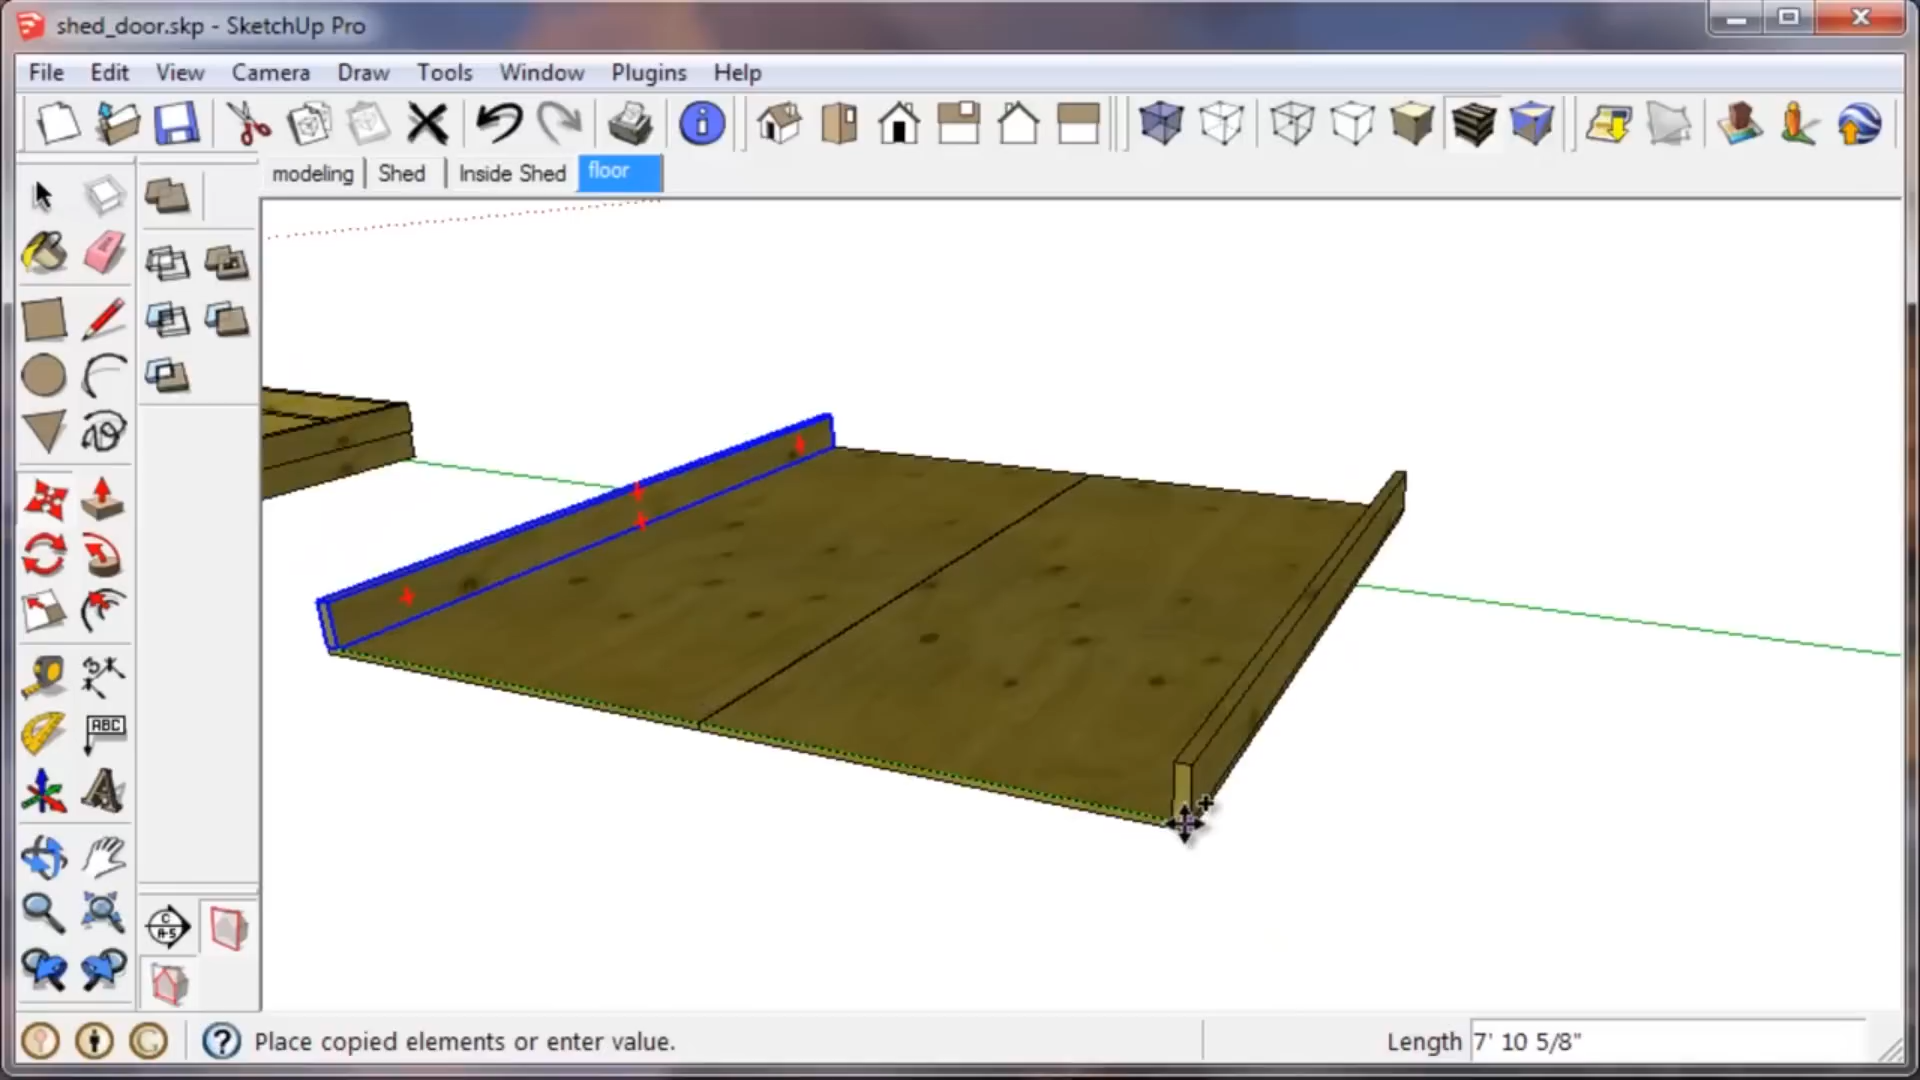 shed_door.skp - SketchUp Pro
File Edit View Camera Draw Tools Window Plugins Help
modeling Shed Inside Shed floor
ABC
C
A-5
Place copied elements or enter value.
Length 7' 10 5/8"